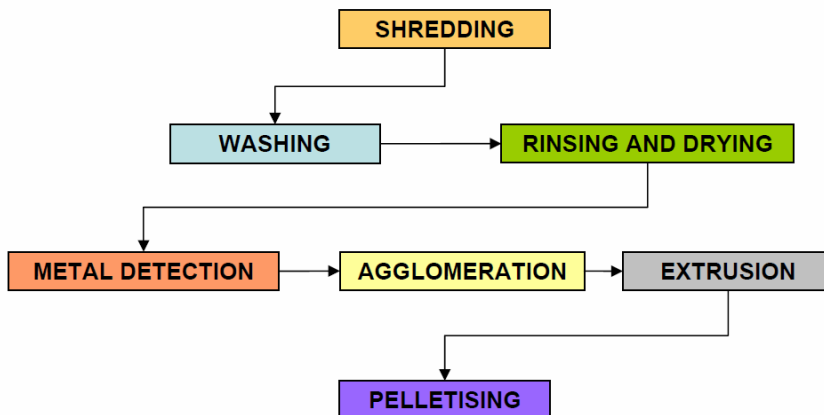 SHREDDING
WASHING
RINSING AND DRYING
METAL DETECTION
AGGLOMERATION
EXTRUSION
PELLETISING